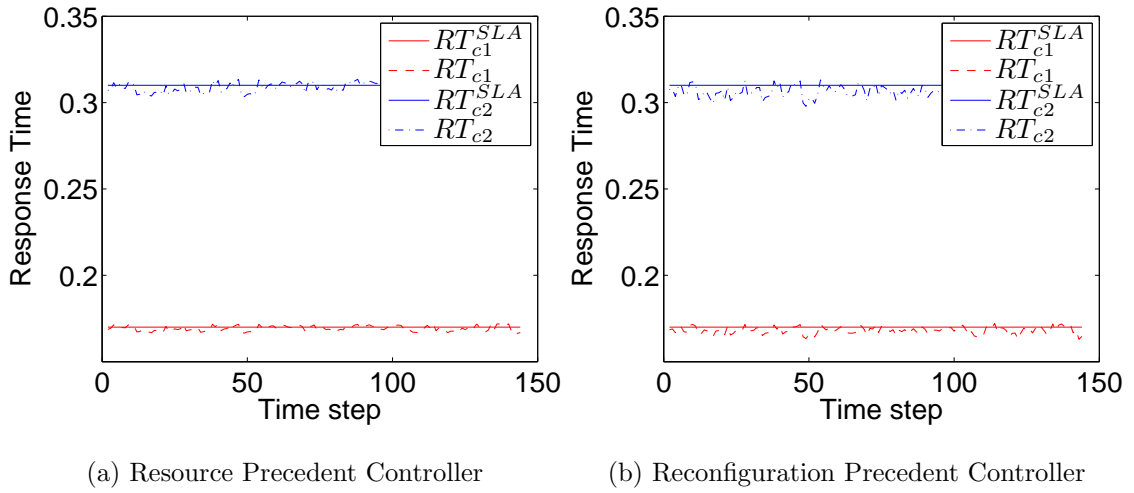 0.35
0.3
0.25
0.2
Response Time
0
50
100
150
Time step
RT_{c1}^{SLA}
RT_{c1}
RT_{c2}^{SLA}
RT_{c2}
(a) Resource Precedent Controller
0.35
0.3
0.25
0.2
Response Time
0
50
100
150
Time step
RT_{c1}^{SLA}
RT_{c1}
RT_{c2}^{SLA}
RT_{c2}
(b) Reconfiguration Precedent Controller